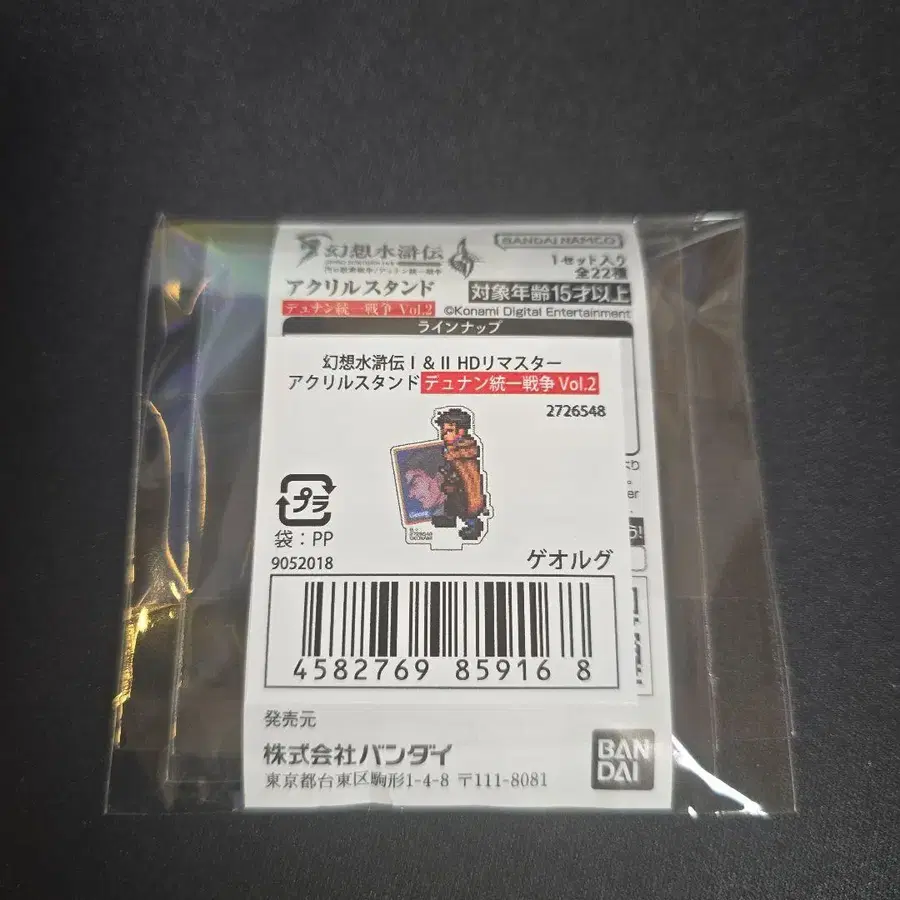 幻想水滸伝
BANDAI NAMCO
1セット入り
全22種
アクリルスタンド
対象年齢15才以上
デュナン統一戦争 Vol.2
©Konami Digital Entertainment
ラインナップ
幻想水滸伝Ⅰ&Ⅱ HDリマスター
アクリルスタンド デュナン統一戦争 Vol.2
2726548
プラ
袋：PP
9052018
ゲオルグ
4582769 85916 8
発売元
株式会社バンダイ
東京都台東区駒形1-4-8 〒111-8081
BAN
DAI